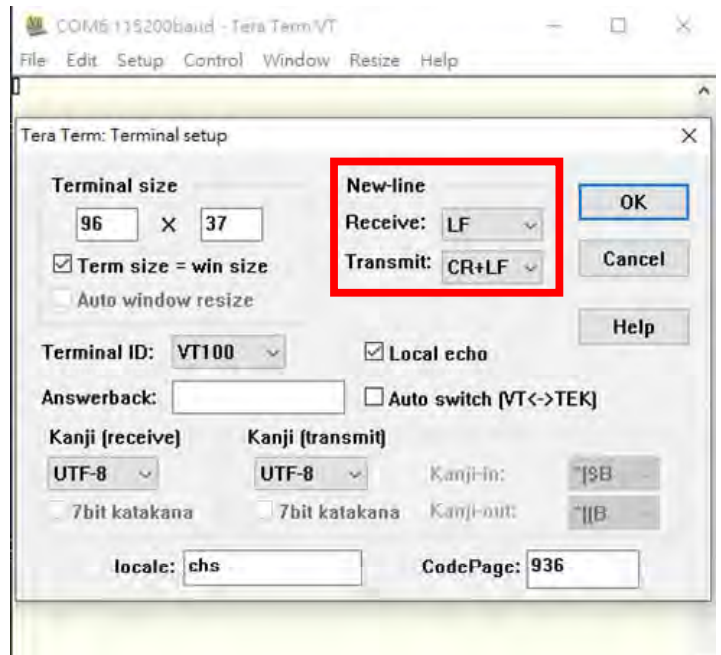 COM6:115200baud - Tera Term VT
File Edit Setup Control Window Resize Help
Tera Term: Terminal setup
Terminal size
96 X 37
Term size = win size
Auto window resize
New-line
Receive: LF
Transmit: CR+LF
OK
Cancel
Help
Terminal ID: VT100
Local echo
Answerback:
Auto switch (VT<->TEK)
Kanji (receive)
UTF-8
7bit katakana
Kanji (transmit)
UTF-8
7bit katakana
Kanji-in: ^[$B
Kanji-out: ^[(B
locale: chs
CodePage: 936